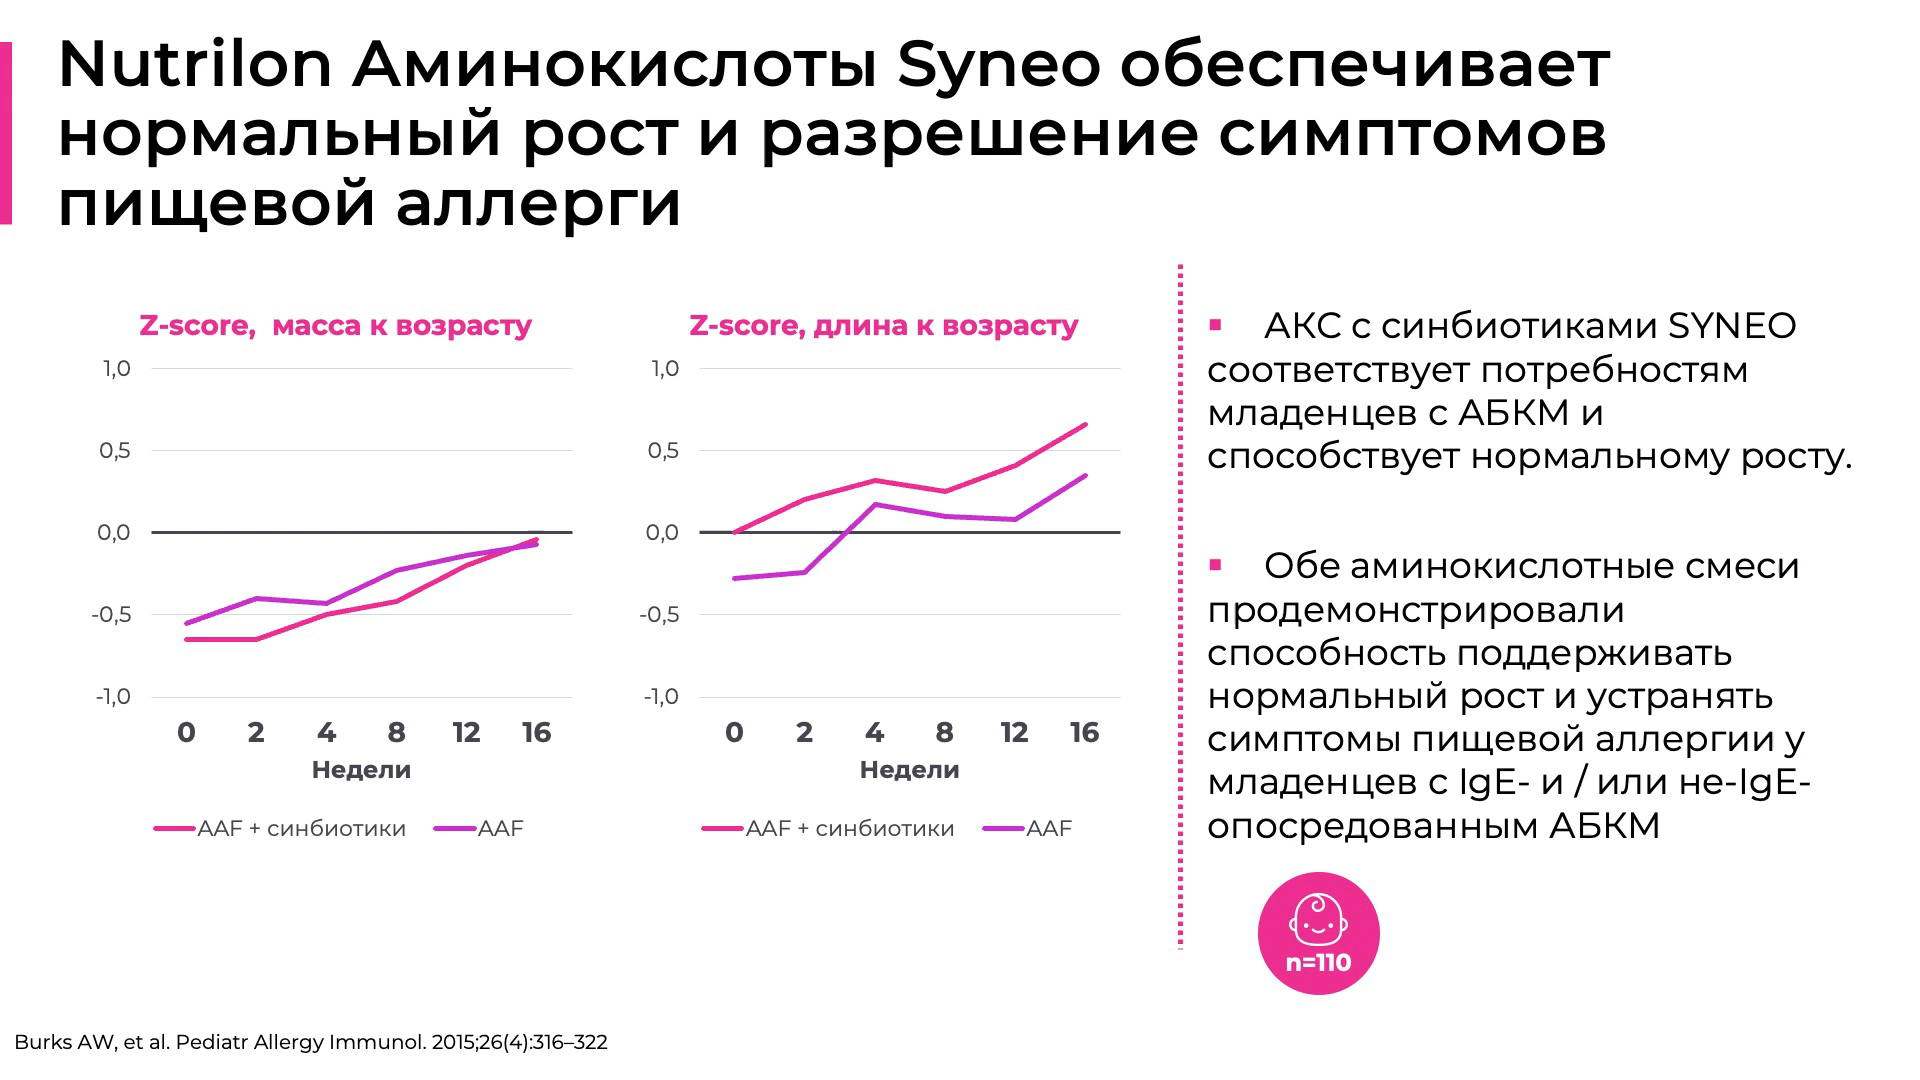 Nutrilon Аминокислоты Syneo обеспечивает
нормальный рост и разрешение симптомов
пищевой аллерги
Z-score, масса к возрасту
1,0
0,5
0,0
-0,5
-1,0
0 2 4 8 12 16
Недели
AAF + синбиотики AAF
Z-score, длина к возрасту
1,0
0,5
0,0
-0,5
-1,0
0 2 4 8 12 16
Недели
AAF + синбиотики AAF
▪ АКС с синбиотиками SYNEO
соответствует потребностям
младенцев с АБКМ и
способствует нормальному росту.
▪ Обе аминокислотные смеси
продемонстрировали
способность поддерживать
нормальный рост и устранять
симптомы пищевой аллергии у
младенцев с IgE- и / или не-IgE-
опосредованным АБКМ
n=110
Burks AW, et al. Pediatr Allergy Immunol. 2015;26(4):316–322